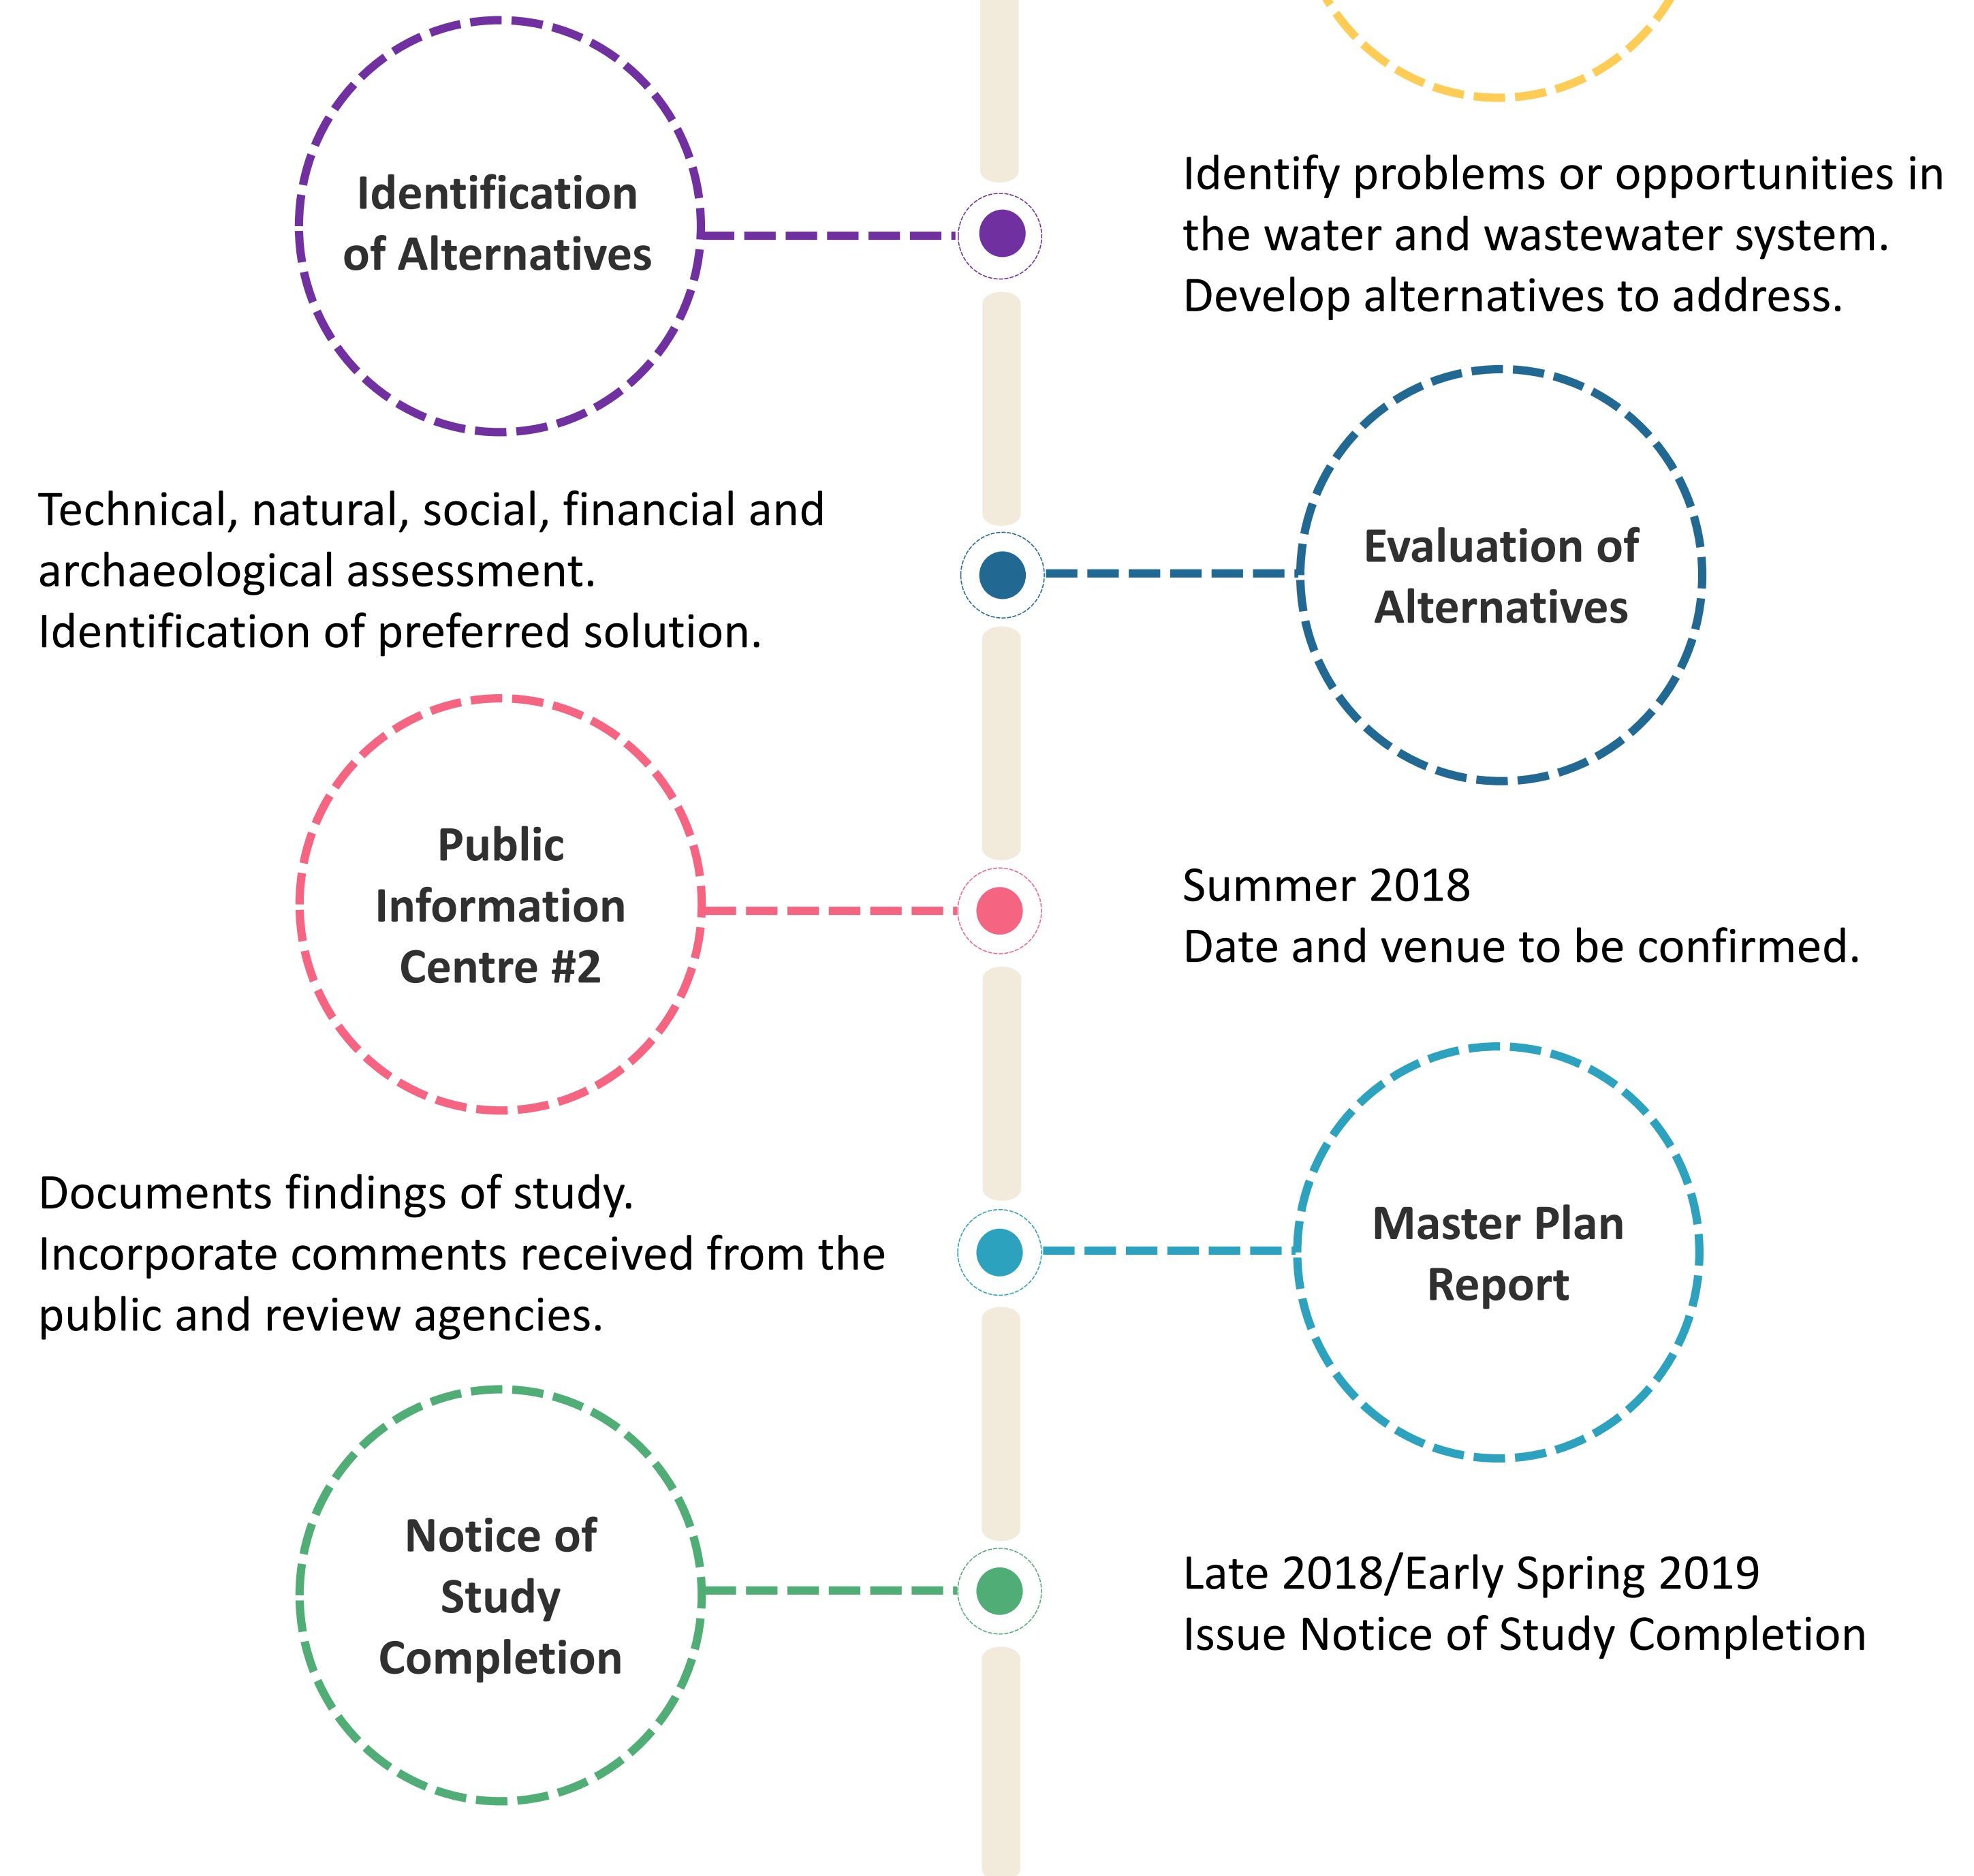 Identification
of Alternatives
Identify problems or opportunities in
the water and wastewater system.
Develop alternatives to address.
Evaluation of
Alternatives
Technical, natural, social, financial and
archaeological assessment.
Identification of preferred solution.
Public
Information
Centre #2
Summer 2018
Date and venue to be confirmed.
Master Plan
Report
Documents findings of study.
Incorporate comments received from the
public and review agencies.
Notice of
Study
Completion
Late 2018/Early Spring 2019
Issue Notice of Study Completion